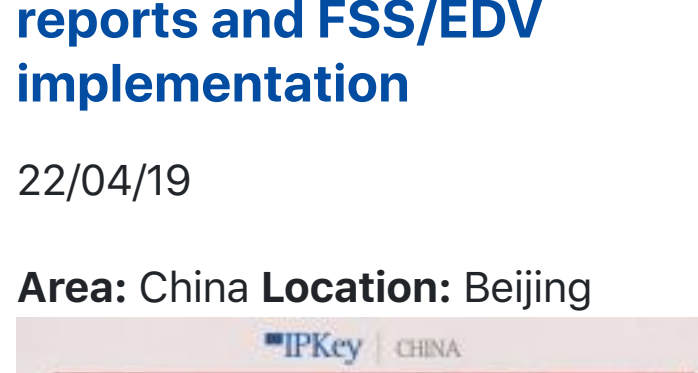 reports and FSS/EDV
implementation
22/04/19
Area: China Location: Beijing
IPKey | CHINA